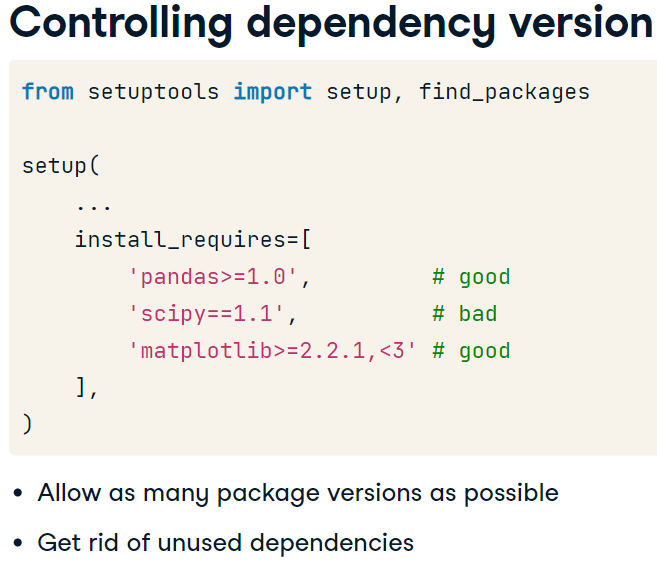 Controlling dependency version
from setuptools import setup, find_packages
setup(
    ...
    install_requires=[
        'pandas>=1.0',         # good
        'scipy==1.1',          # bad
        'matplotlib>=2.2.1,<3' # good
    ],
)
• Allow as many package versions as possible
• Get rid of unused dependencies